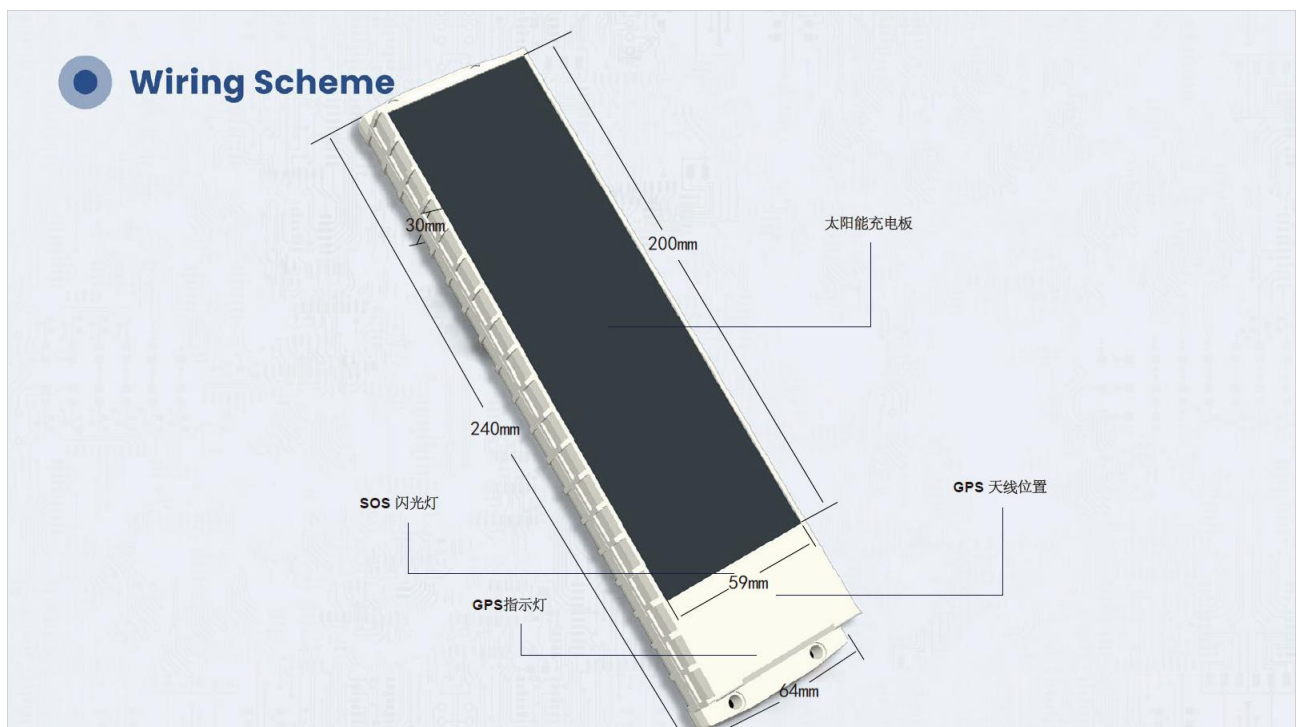 Wiring Scheme
30mm
太阳能充电板
200mm
240mm
GPS 天线位置
SOS 闪光灯
59mm
GPS指示灯
64mm